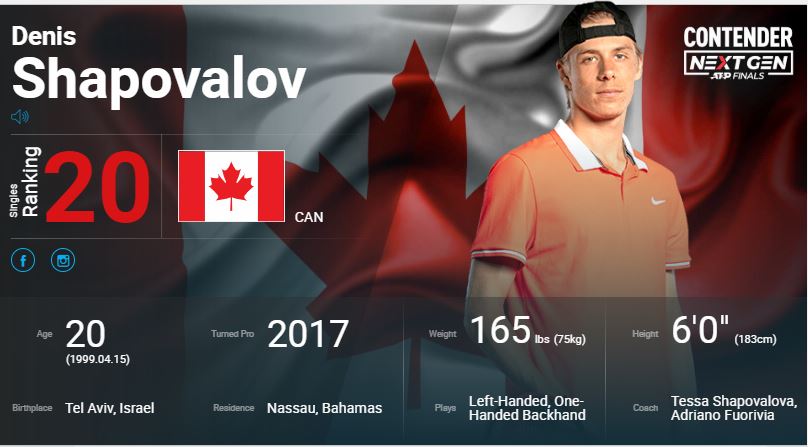 Denis
Shapovalov
CONTENDER
NEXT GEN
ATP FINALS
Singles
Ranking
20
CAN
f
Age
20
(1999.04.15)
Turned Pro
2017
Weight
165 lbs (75kg)
Height
6'0" (183cm)
Birthplace
Tel Aviv, Israel
Residence
Nassau, Bahamas
Plays
Left-Handed, One-
Handed Backhand
Coach
Tessa Shapovalova,
Adriano Fuorivia